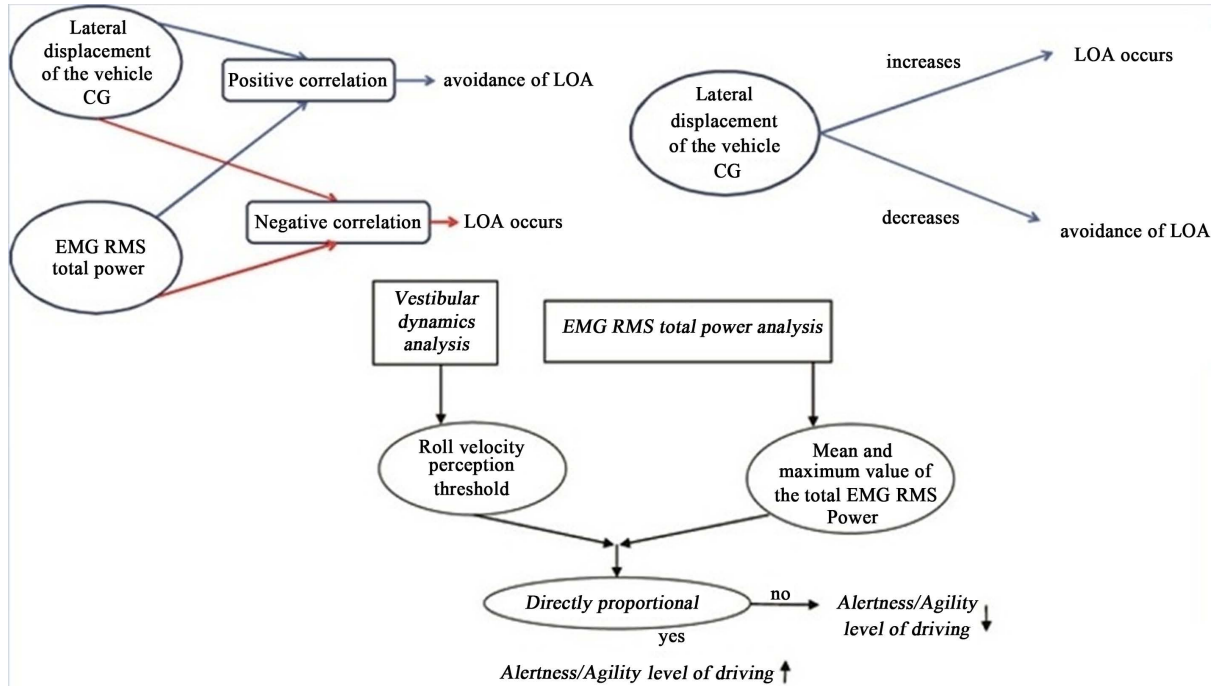 Lateral
displacement
of the vehicle
CG
Positive correlation
avoidance of LOA
EMG RMS
total power
Negative correlation
LOA occurs
Lateral
displacement
of the vehicle
CG
increases
LOA occurs
decreases
avoidance of LOA
Vestibular
dynamics
analysis
EMG RMS total power analysis
Roll velocity
perception
threshold
Mean and
maximum value of
the total EMG RMS
Power
Directly proportional
no
Alertness/Agility
level of driving
yes
Alertness/Agility level of driving